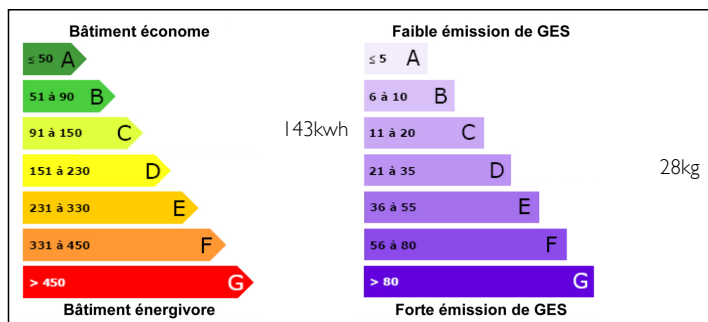 Bâtiment économe
≤ 50 A
51 à 90 B
91 à 150 C
143kwh
151 à 230 D
231 à 330 E
331 à 450 F
> 450 G
Bâtiment énergivore
Faible émission de GES
≤ 5 A
6 à 10 B
11 à 20 C
21 à 35 D
28kg
36 à 55 E
56 à 80 F
> 80 G
Forte émission de GES